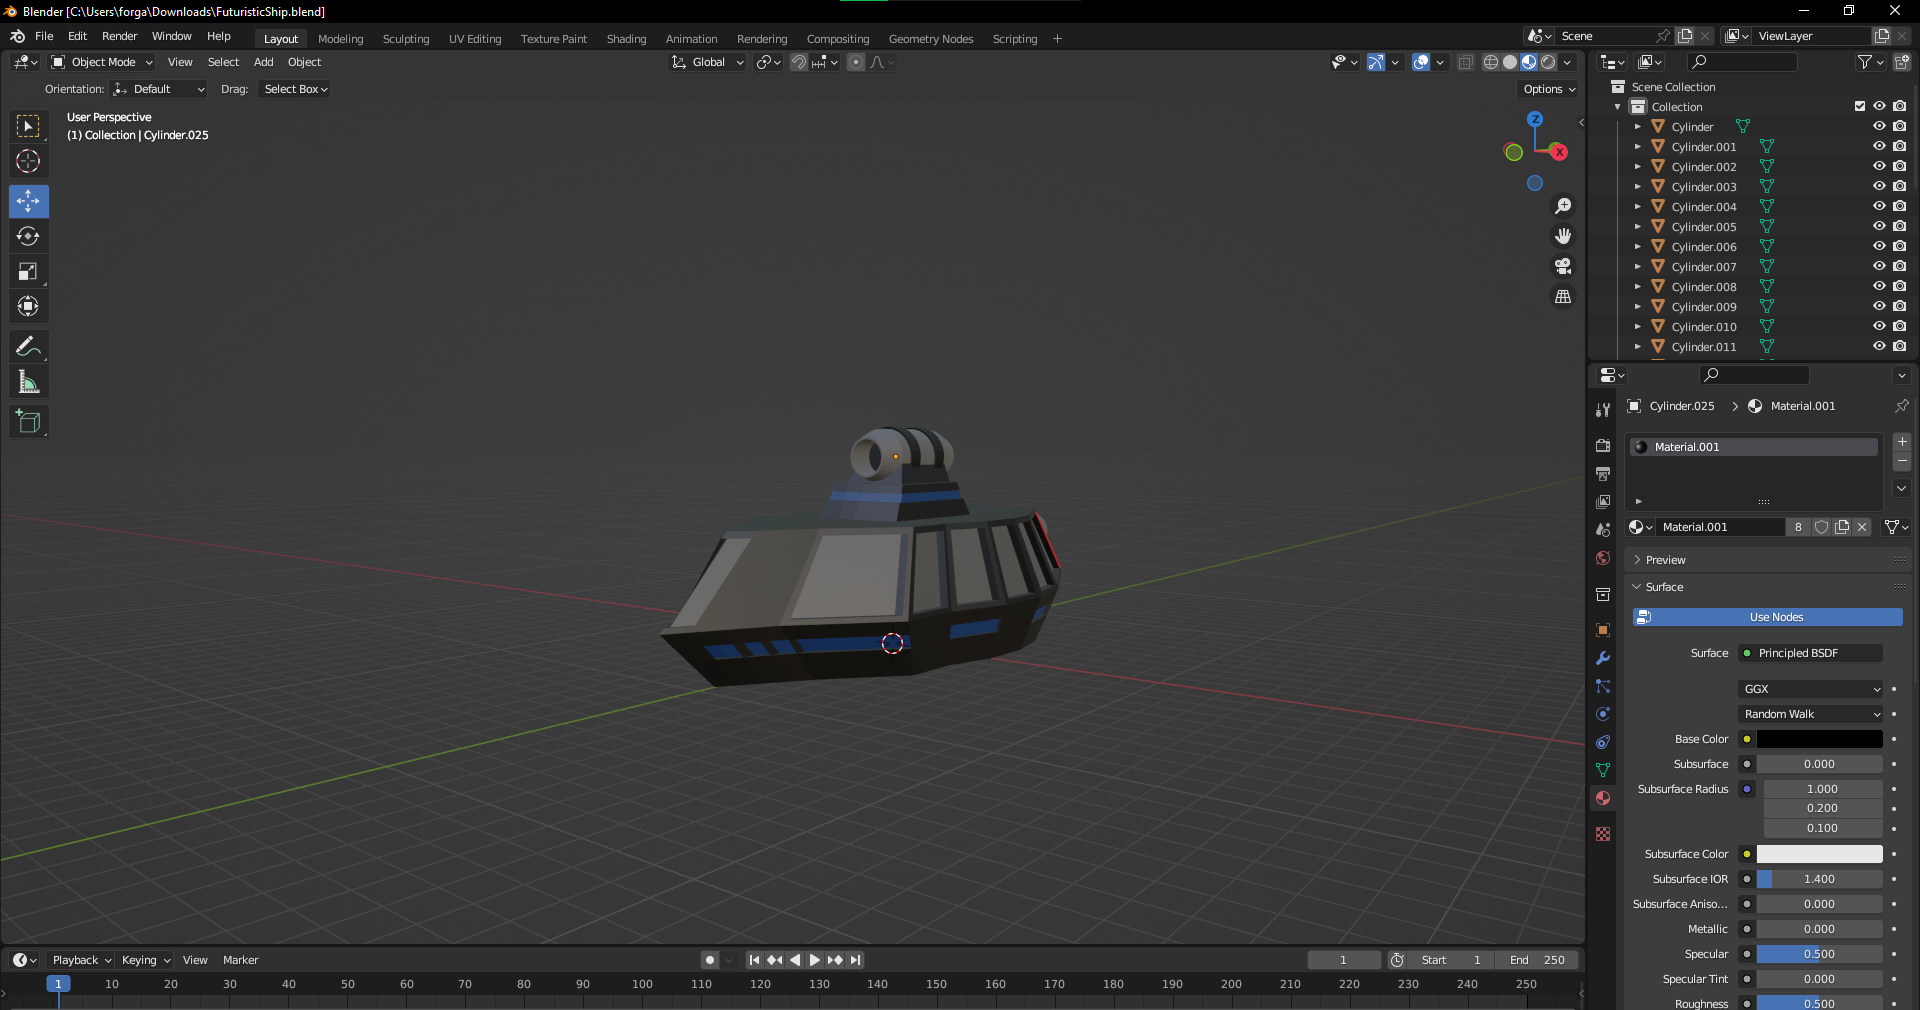 Blender [C:\Users\forga\Downloads\FuturisticShip.blend]
File Edit Render Window Help Layout Modeling Sculpting UV Editing Texture Paint Shading Animation Rendering Compositing Geometry Nodes Scripting + Scene ViewLayer
Object Mode View Select Add Object Global
Orientation: Default Drag: Select Box Options
User Perspective
(1) Collection | Cylinder.025
Z
X
Scene Collection
Collection
Cylinder
Cylinder.001
Cylinder.002
Cylinder.003
Cylinder.004
Cylinder.005
Cylinder.006
Cylinder.007
Cylinder.008
Cylinder.009
Cylinder.010
Cylinder.011
Cylinder.025 Material.001
Material.001
Material.001 8
Preview
Surface
Use Nodes
Surface Principled BSDF
GGX
Random Walk
Base Color
Subsurface 0.000
Subsurface Radius 1.000
0.200
0.100
Subsurface Color
Subsurface IOR 1.400
Subsurface Aniso... 0.000
Metallic 0.000
Specular 0.500
Specular Tint 0.000
Roughness 0.500
Playback Keying View Marker 1 Start 1 End 250
1 10 20 30 40 50 60 70 80 90 100 110 120 130 140 150 160 170 180 190 200 210 220 230 240 250